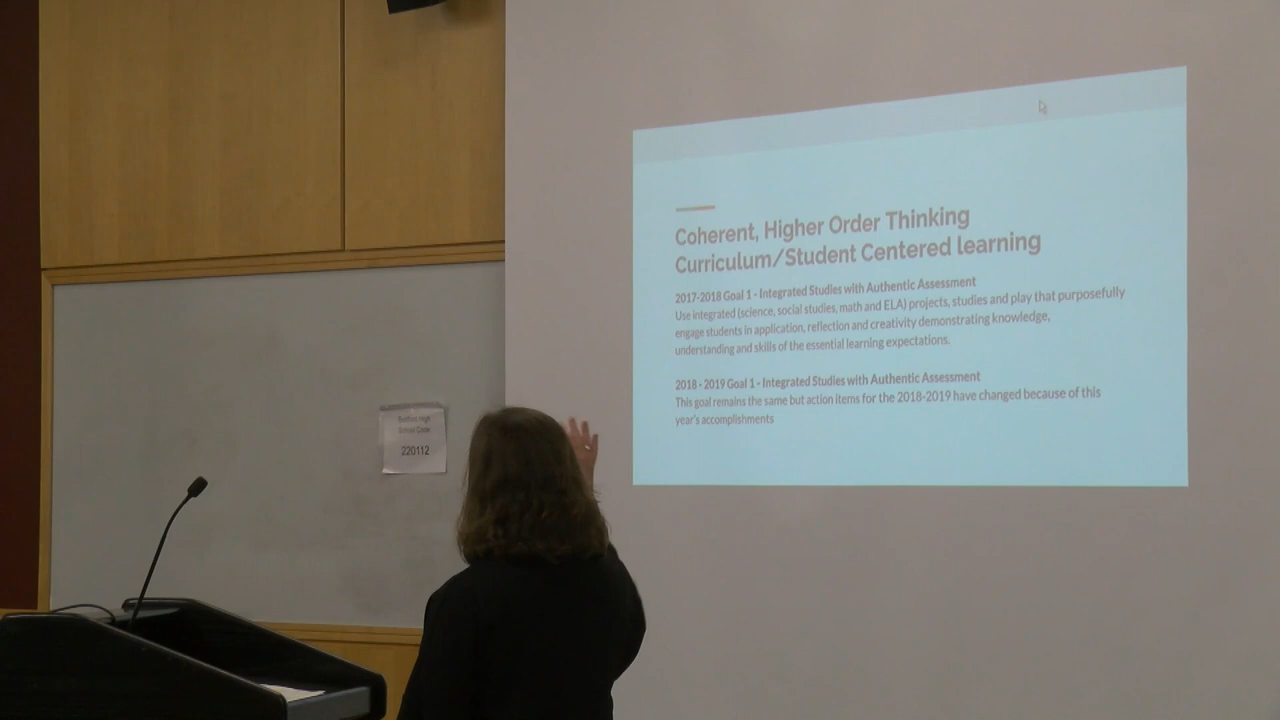 Coherent, Higher Order Thinking
Curriculum/Student Centered learning
2017-2018 Goal 1 - Integrated Studies with Authentic Assessment
Use integrated (science, social studies, math and ELA) projects, studies and play that purposefully
engage students in application, reflection and creativity demonstrating knowledge,
understanding and skills of the essential learning expectations.
2018 - 2019 Goal 1 - Integrated Studies with Authentic Assessment
This goal remains the same but action items for the 2018-2019 have changed because of this
year's accomplishments
High
School Code
220112